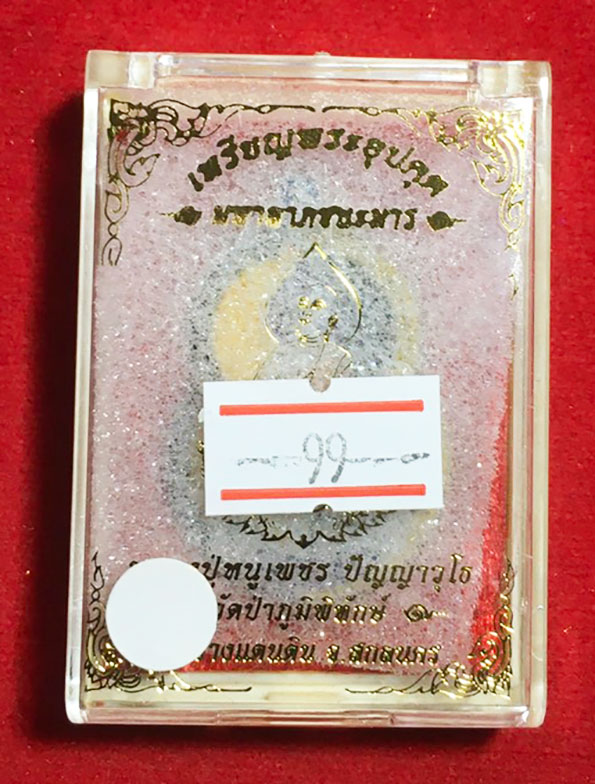 เหรียญพระอุปคุต
มหาลาภชนะมาร
99
ปู่หนูเพชร ปัญญาวุโธ
วัดป่าภูมิพิทักษ์
สว่างแดนดิน จ.สกลนคร